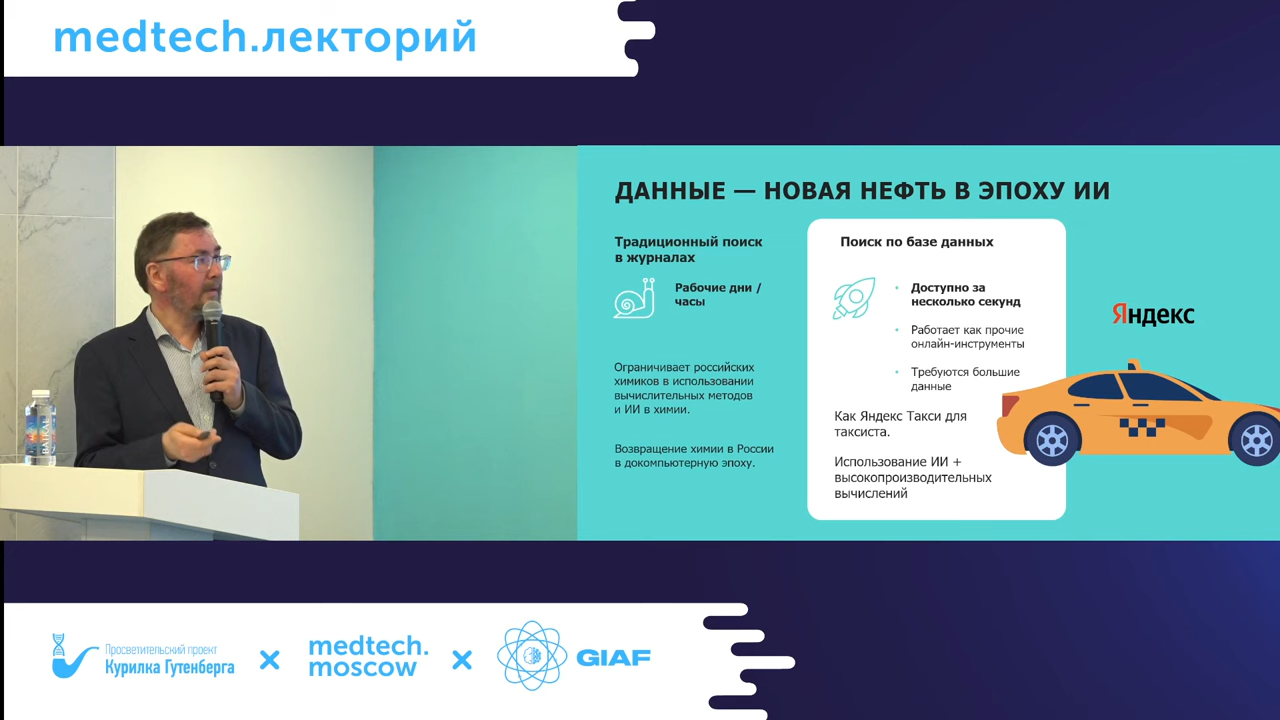 medtech.лекторий
ДАННЫЕ — НОВАЯ НЕФТЬ В ЭПОХУ ИИ
Традиционный поиск
в журналах
Рабочие дни /
часы
Ограничивает российских
химиков в использовании
вычислительных методов
и ИИ в химии.
Возвращение химии в России
в докомпьютерную эпоху.
Поиск по базе данных
• Доступно за
несколько секунд
• Работает как прочие
онлайн-инструменты
• Требуются большие
данные
Как Яндекс Такси для
таксиста.
Использование ИИ +
высокопроизводительных
вычислений
Яндекс
BAIKAL
Просветительский проект
Курилка Гутенберга
×
medtech.
moscow
×
GIAF